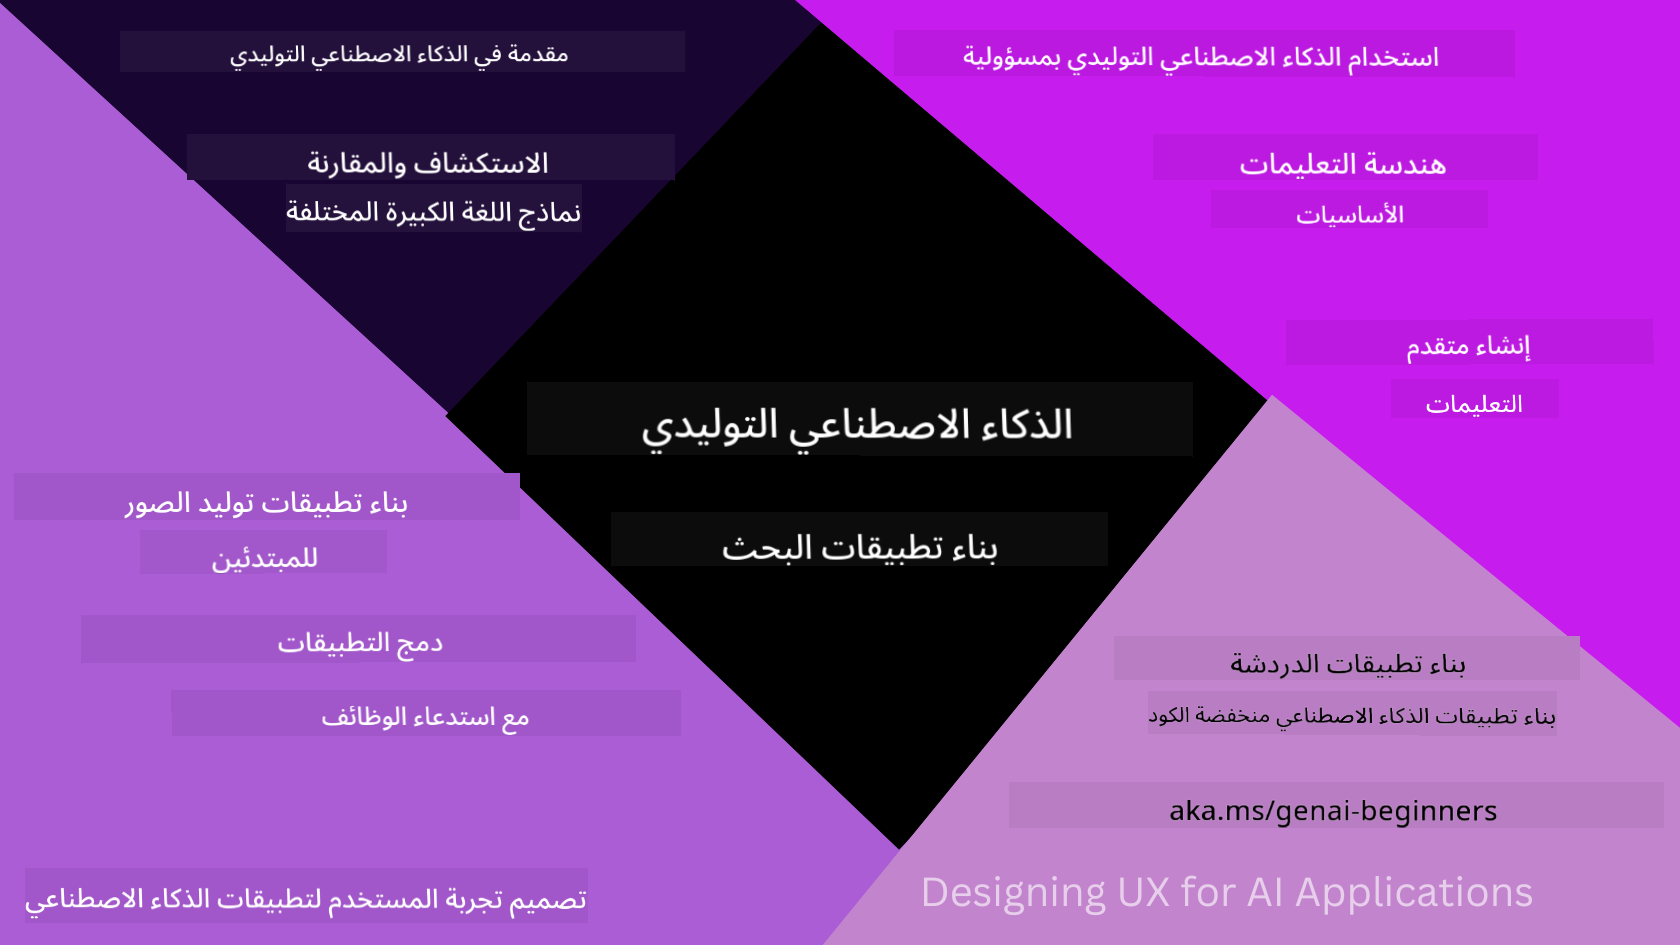 مقدمة في الذكاء الاصطناعي التوليدي
الاستكشاف والمقارنة
نماذج اللغة الكبيرة المختلفة
استخدام الذكاء الاصطناعي التوليدي بمسؤولية
هندسة التعليمات
الأساسيات
إنشاء متقدم
التعليمات
الذكاء الاصطناعي التوليدي
بناء تطبيقات البحث
بناء تطبيقات توليد الصور
للمبتدئين
دمج التطبيقات
مع استدعاء الوظائف
بناء تطبيقات الدردشة
بناء تطبيقات الذكاء الاصطناعي منخفضة الكود
aka.ms/genai-beginners
تصميم تجربة المستخدم لتطبيقات الذكاء الاصطناعي
Designing UX for AI Applications